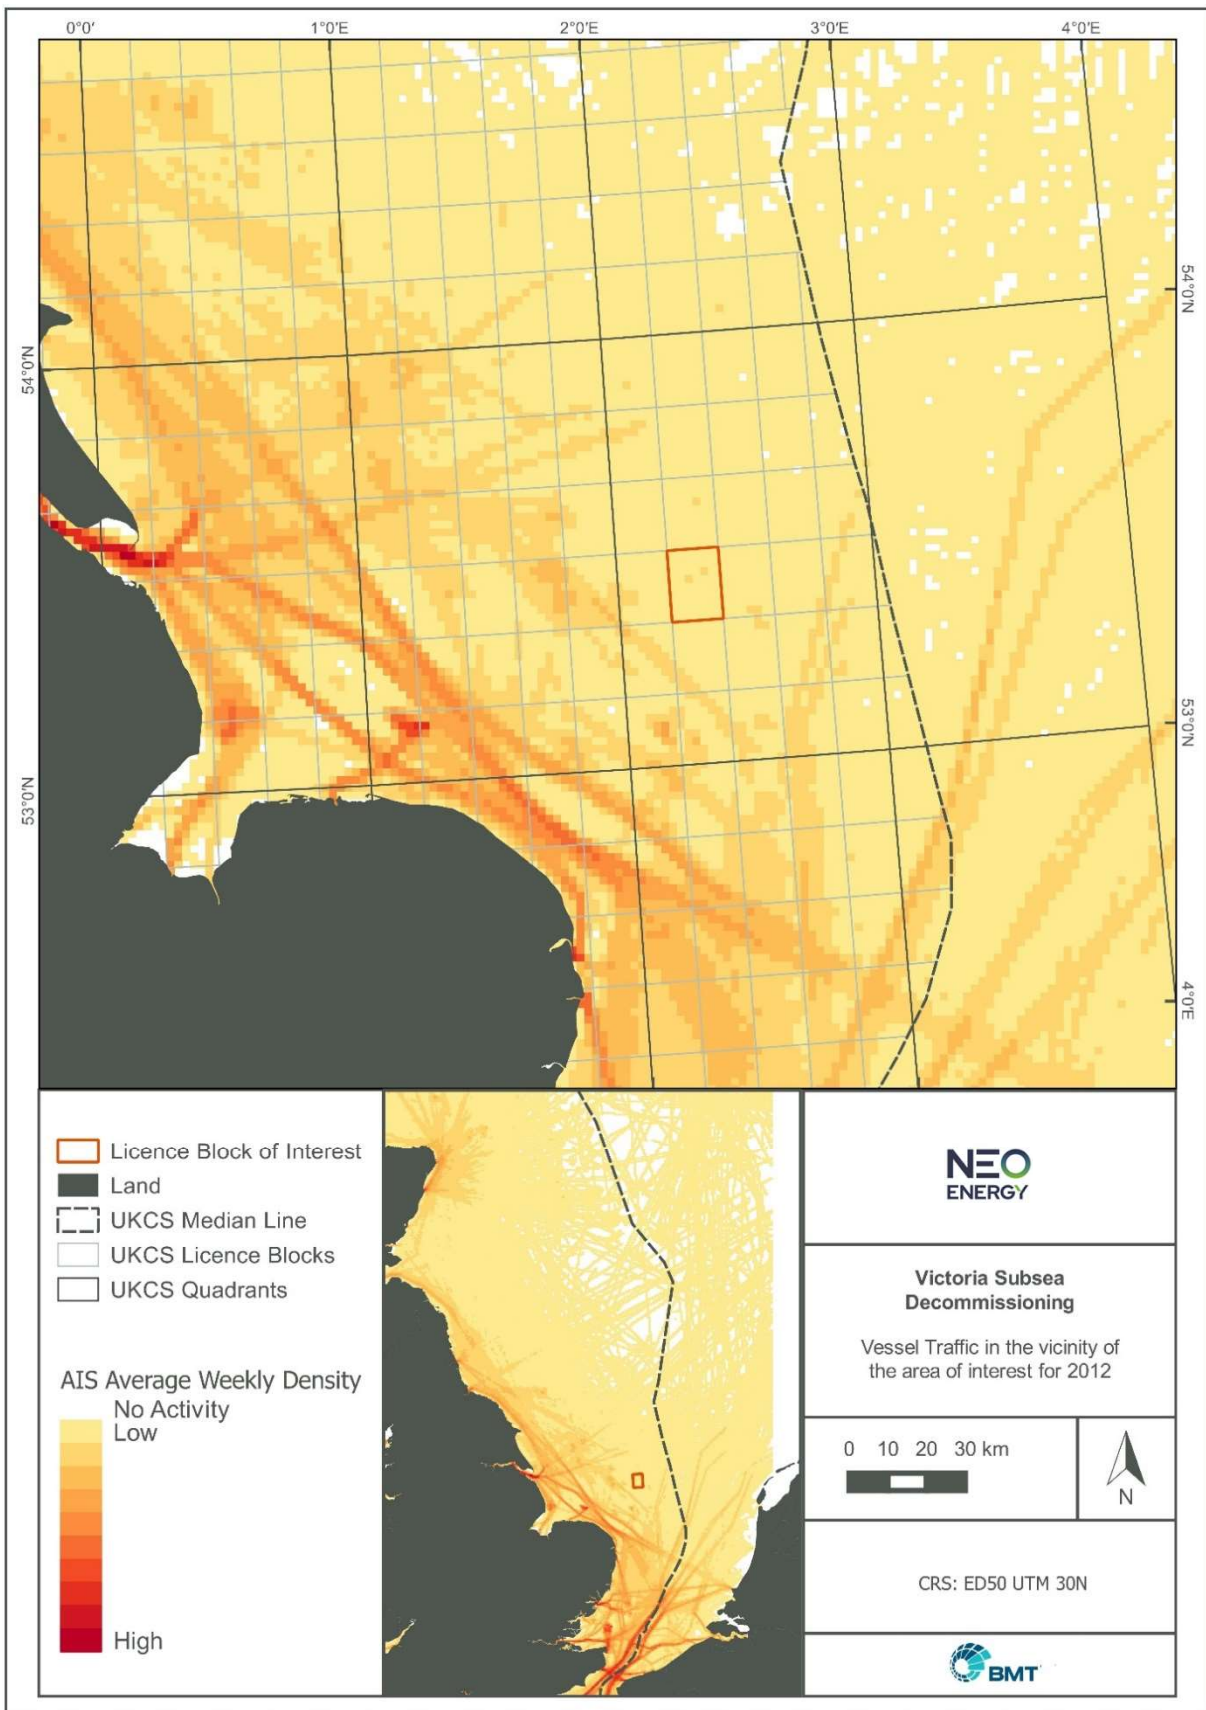 0°0'
1°0'E
2°0'E
3°0'E
4°0'E
54°0'N
54°0'N
53°0'N
53°0'N
4°0'E
Licence Block of Interest
Land
UKCS Median Line
UKCS Licence Blocks
UKCS Quadrants
AIS Average Weekly Density
No Activity
Low
High
NEO
ENERGY
Victoria Subsea
Decommissioning
Vessel Traffic in the vicinity of
the area of interest for 2012
0 10 20 30 km
N
CRS: ED50 UTM 30N
BMT